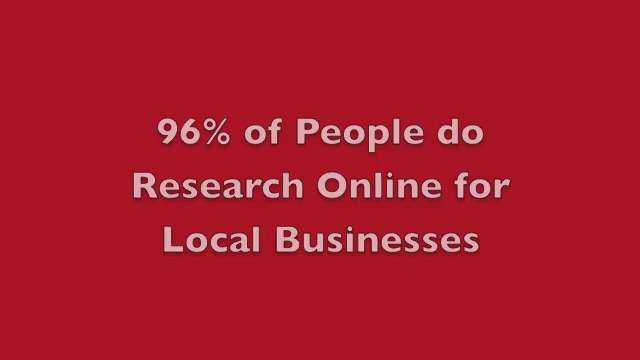 96% of People do
Research Online for
Local Businesses